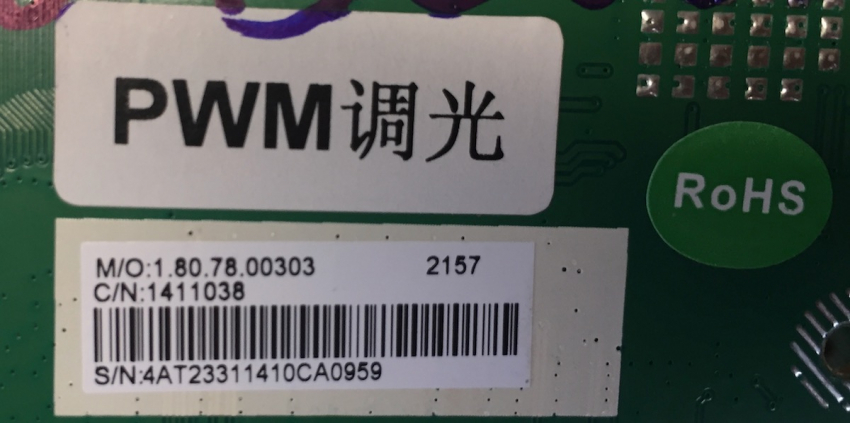 PWM调光
RoHS
M/O:1.80.78.00303 2157
C/N:1411038
S/N:4AT23311410CA0959